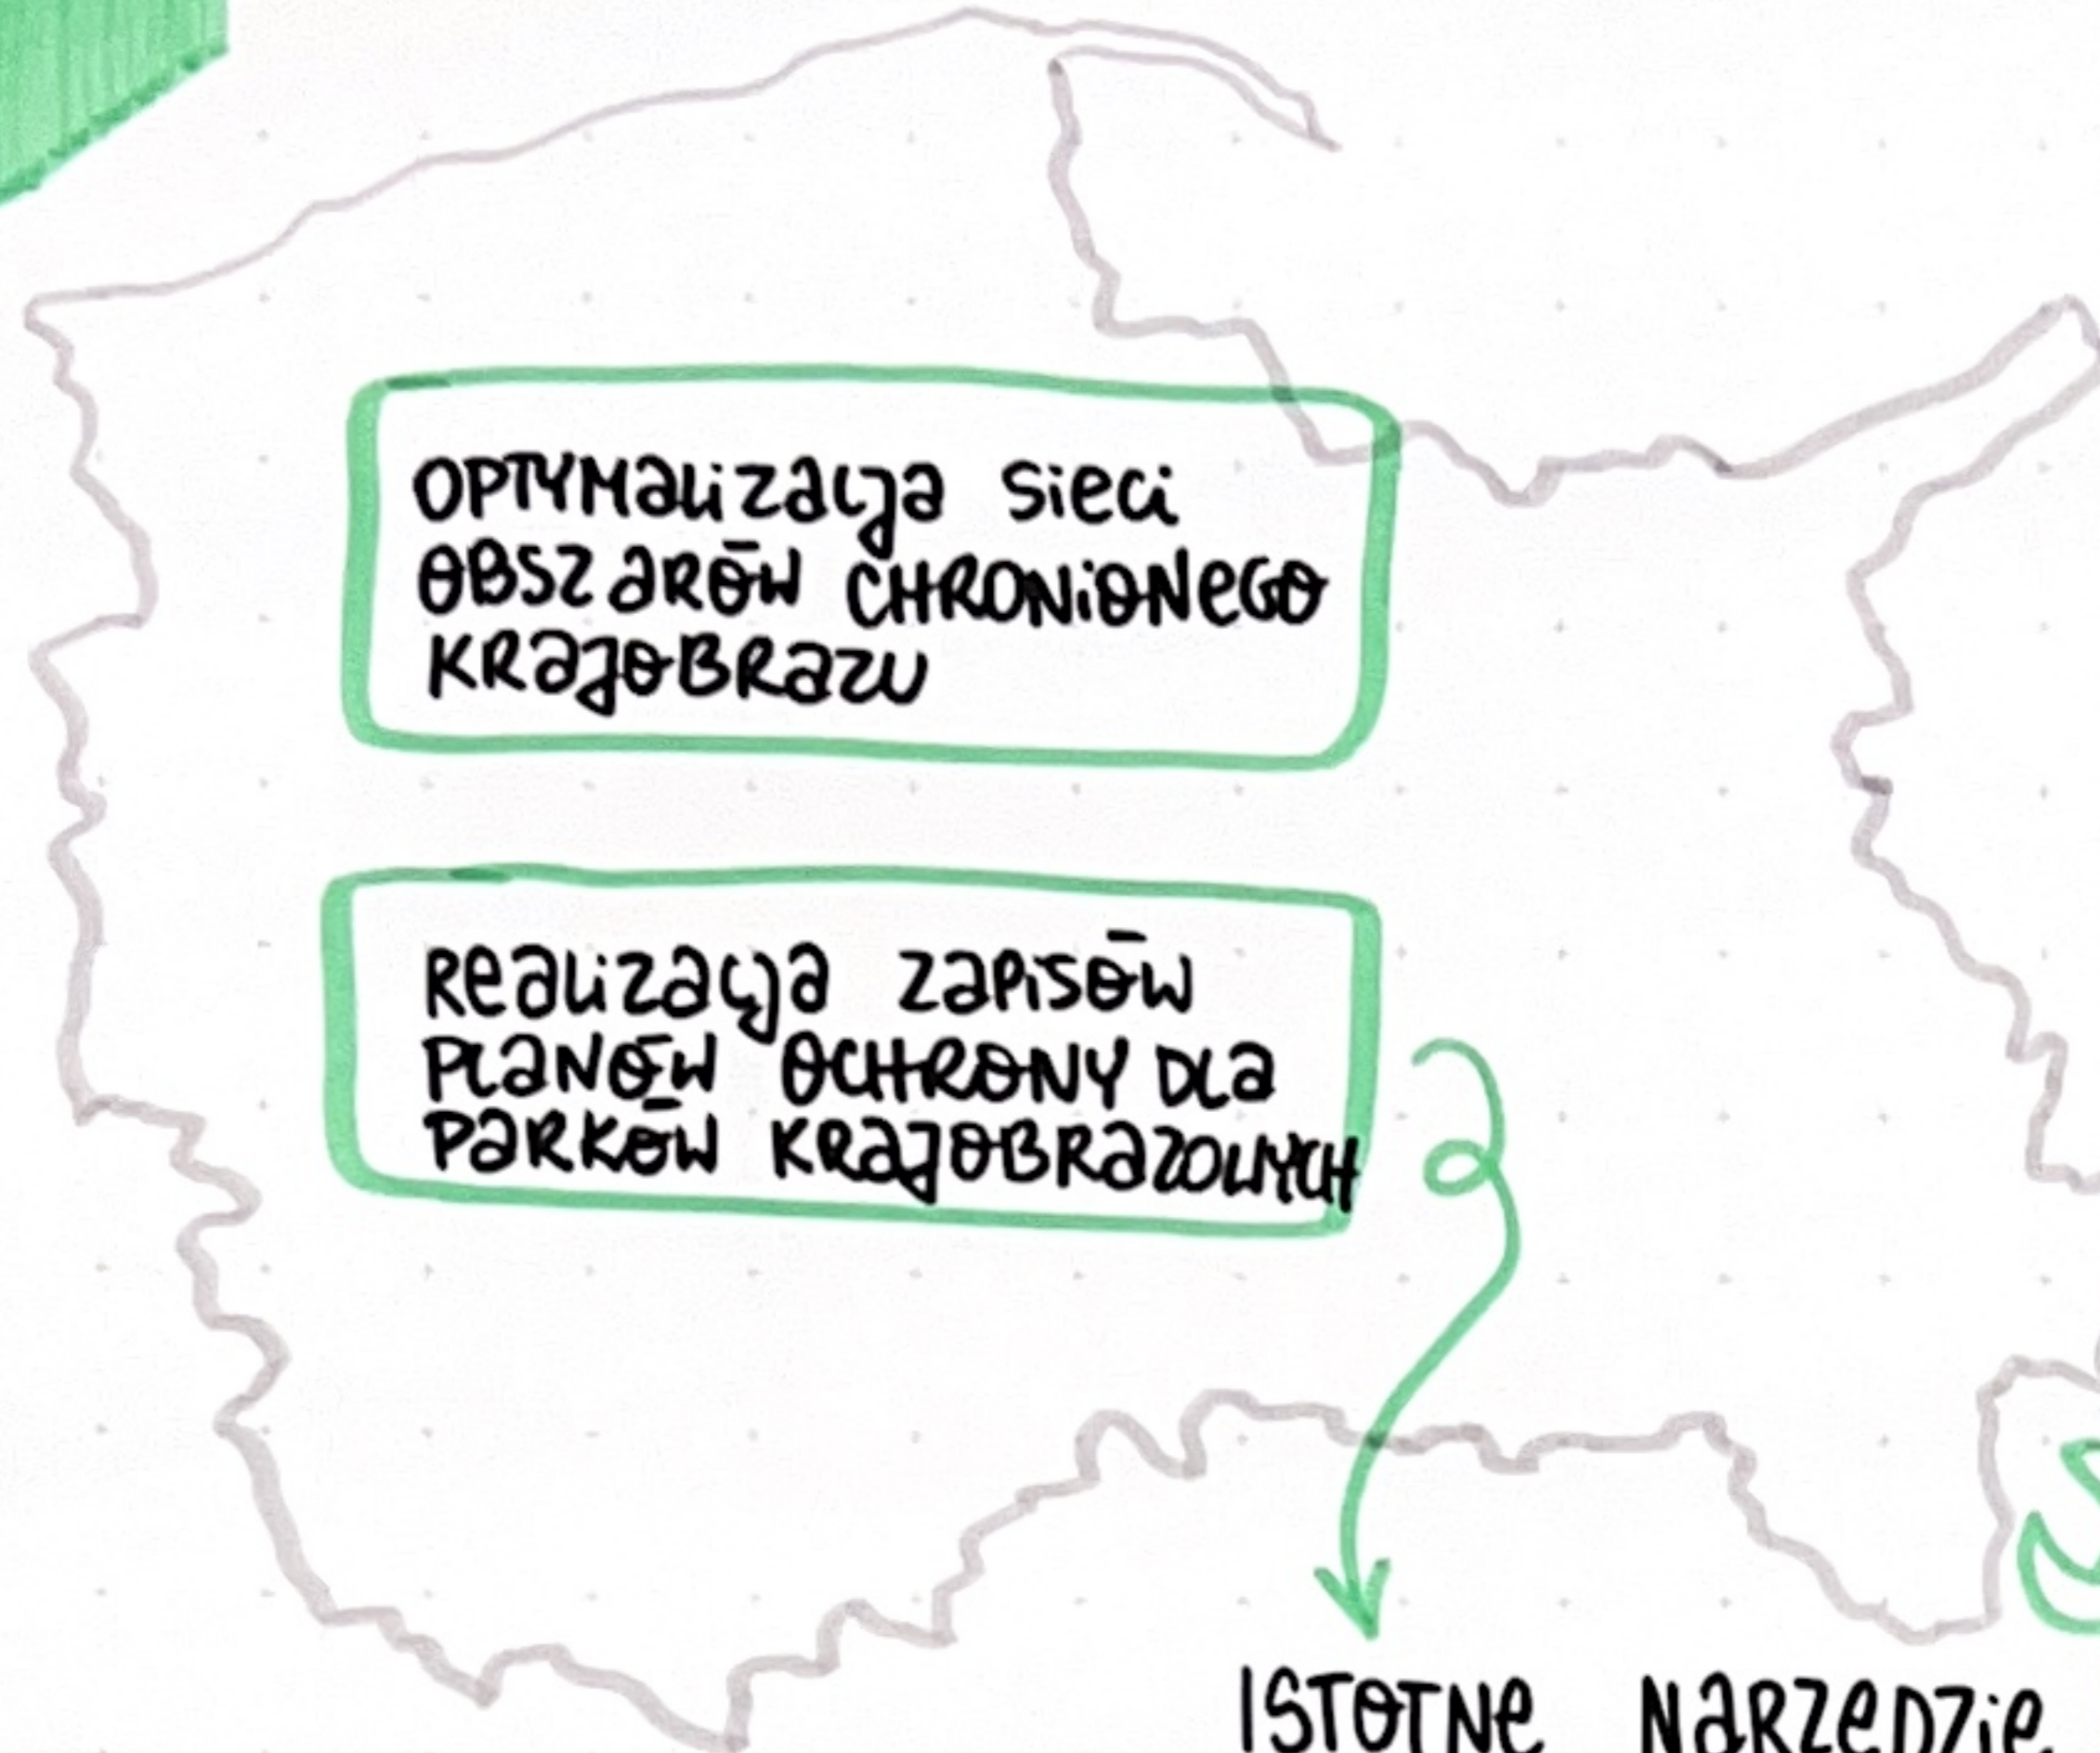 OPTYMaLizacja sieci
OBSZaRÓW CHRONiONeGO
KRaJOBRaZU
Realizacja zapisów
PLaNÓW OCHRONY DLa
PaRKÓW KRaJOBRaZOWYCH
ISTOTNe NaRZęDZie